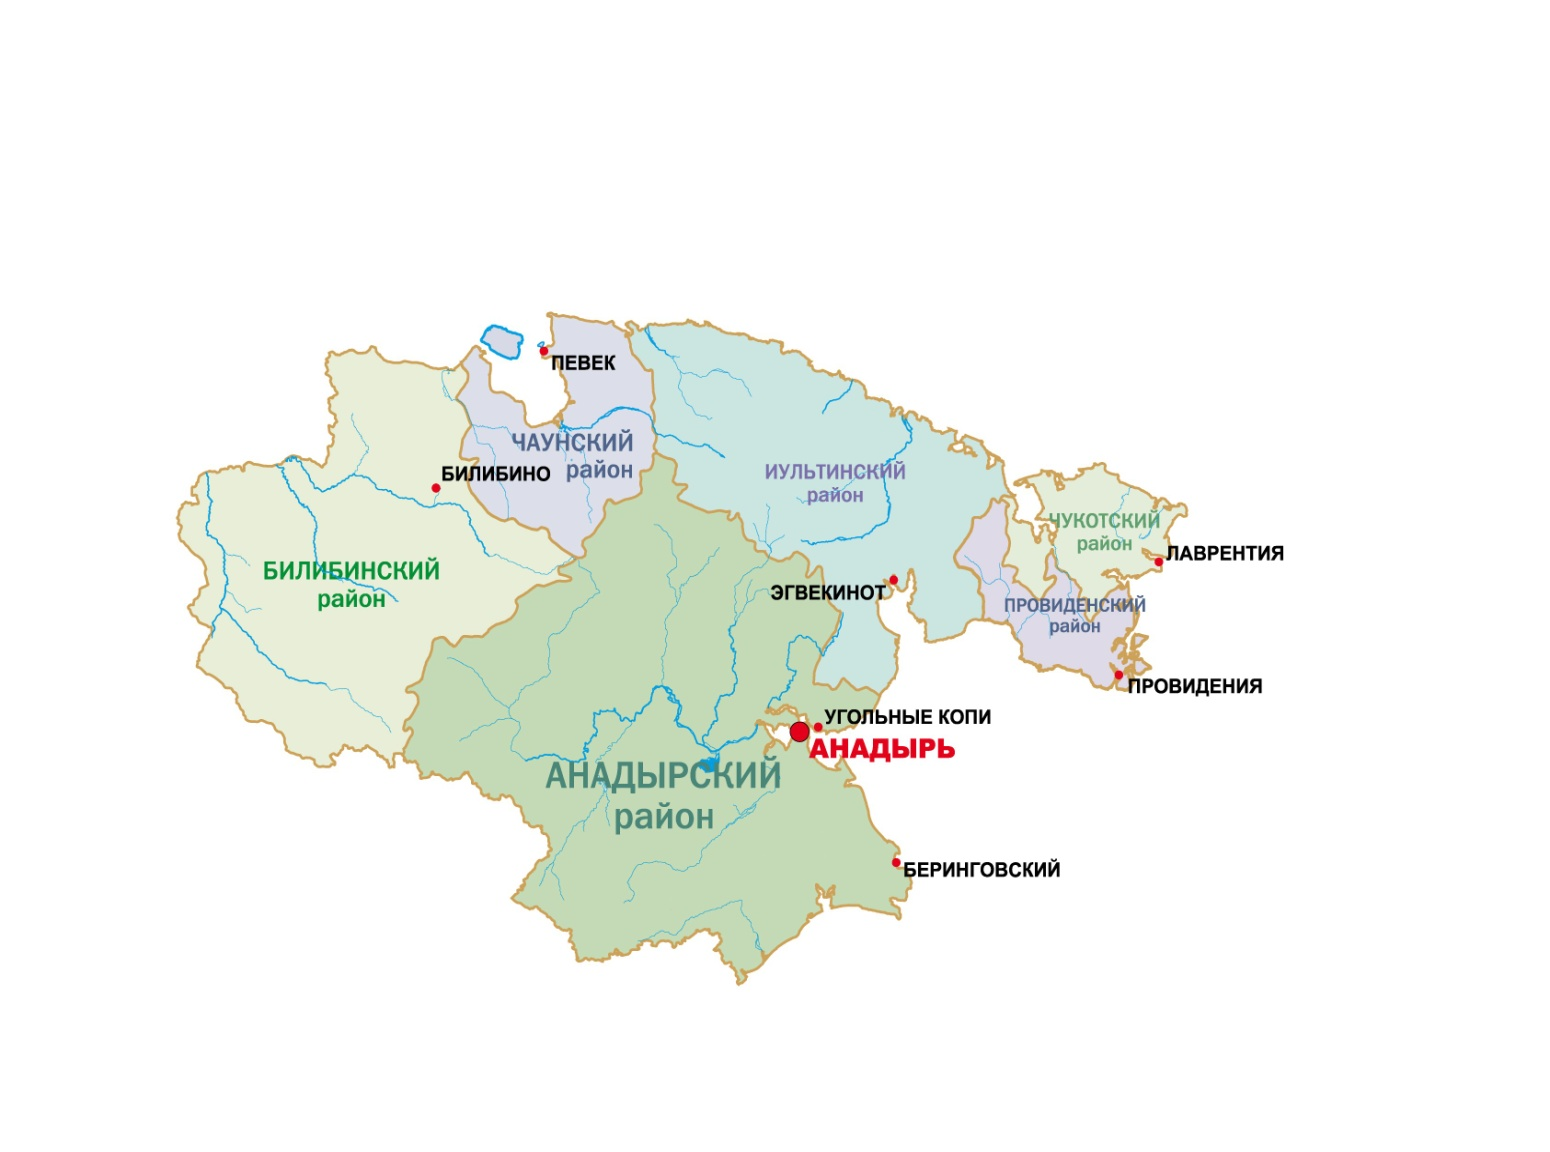 ПЕВЕК
ЧАУНСКИЙ
район
БИЛИБИНО
ИУЛЬТИНСКИЙ
район
ЧУКОТСКИЙ
район
ЛАВРЕНТИЯ
БИЛИБИНСКИЙ
район
ЭГВЕКИНОТ
ПРОВИДЕНСКИЙ
район
ПРОВИДЕНИЯ
УГОЛЬНЫЕ КОПИ
АНАДЫРЬ
АНАДЫРСКИЙ
район
БЕРИНГОВСКИЙ